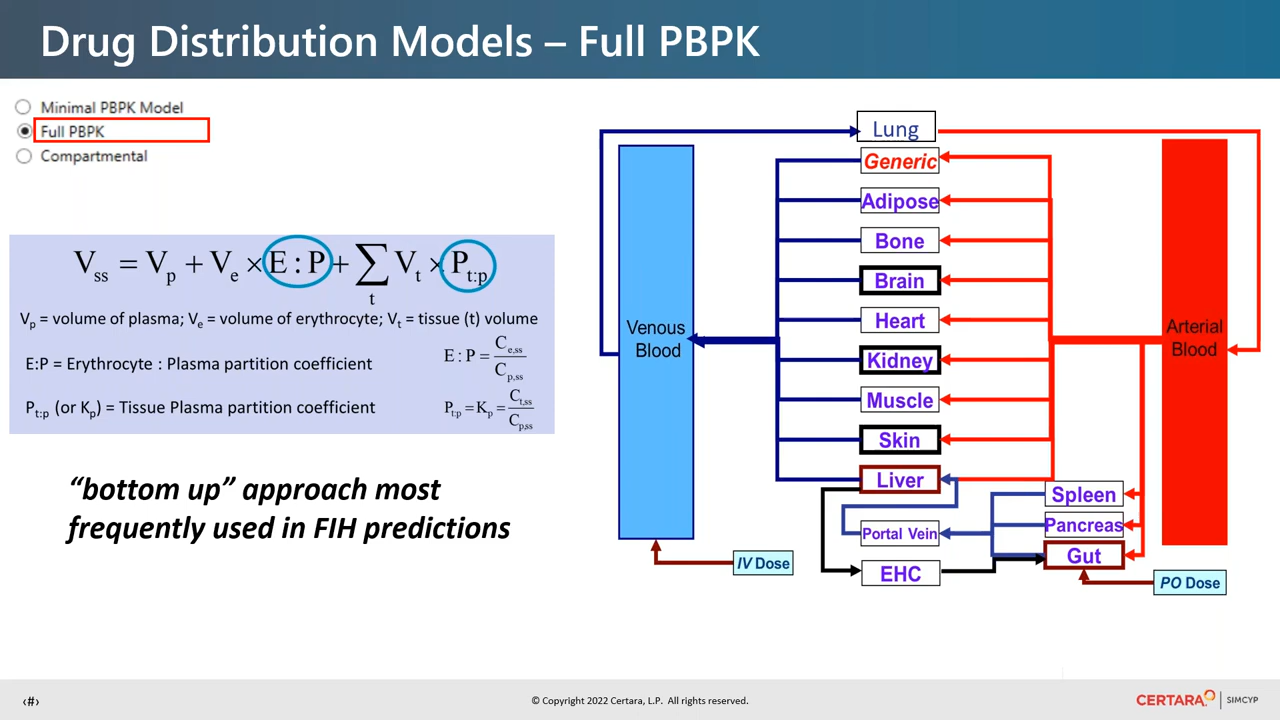 Drug Distribution Models – Full PBPK
Minimal PBPK Model
Full PBPK
Compartmental
V_ss = V_p + V_e × E : P + ∑_t V_t × P_t:p
V_p = volume of plasma; V_e = volume of erythrocyte; V_t = tissue (t) volume
E:P = Erythrocyte : Plasma partition coefficient
E : P = C_e,ss / C_p,ss
P_t:p (or K_p) = Tissue Plasma partition coefficient
P_t:p = K_p = C_t,ss / C_p,ss
“bottom up” approach most
frequently used in FIH predictions
Venous
Blood
Lung
Generic
Adipose
Bone
Brain
Heart
Kidney
Muscle
Skin
Liver
Portal Vein
EHC
Spleen
Pancreas
Gut
Arterial
Blood
IV Dose
PO Dose
‹#›
© Copyright 2022 Certara, L.P. All rights reserved.
CERTARA
SIMCYP